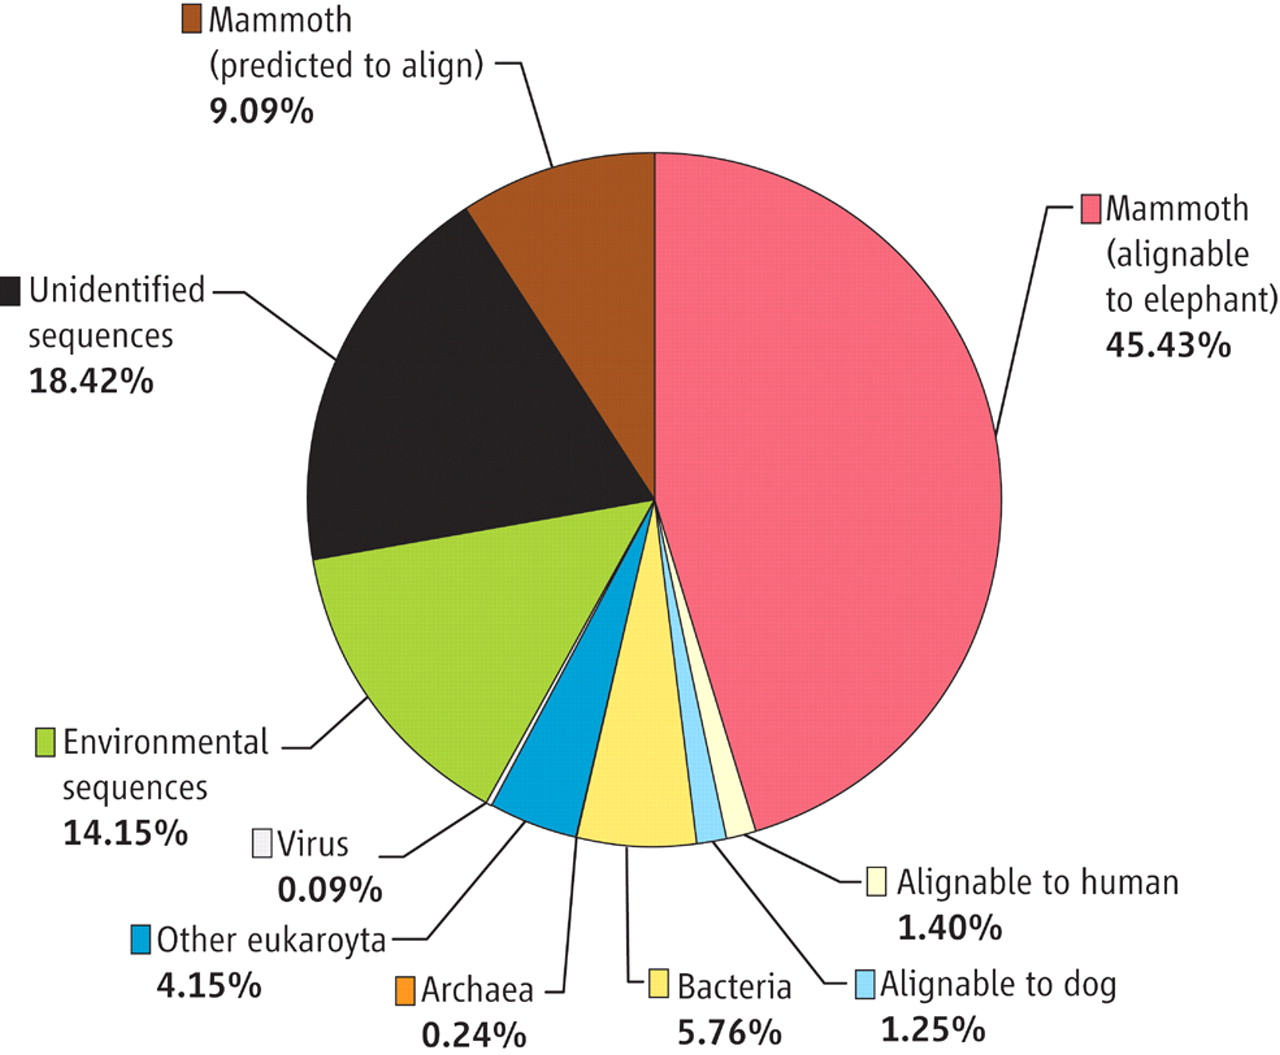 Mammoth
(predicted to align)
9.09%
Mammoth
(alignable
to elephant)
45.43%
Unidentified
sequences
18.42%
Environmental
sequences
14.15%
Virus
0.09%
Other eukaroyta
4.15%
Archaea
0.24%
Bacteria
5.76%
Alignable to dog
1.25%
Alignable to human
1.40%